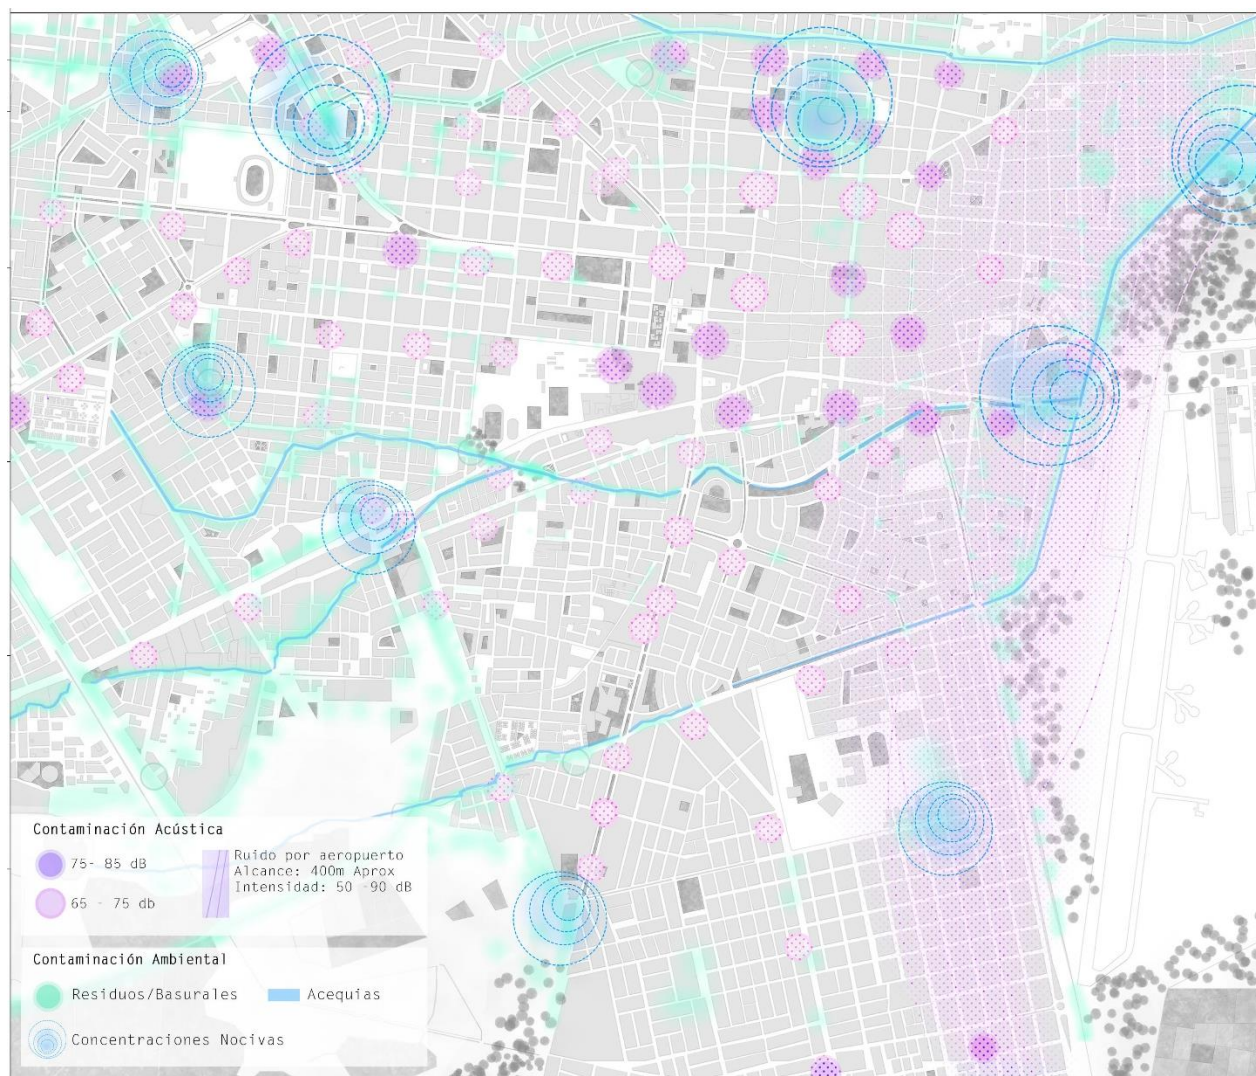 Contaminación Acústica
75- 85 dB
65 - 75 db
Ruido por aeropuerto
Alcance: 400m Aprox
Intensidad: 50 -90 dB
Contaminación Ambiental
Residuos/Basurales
Acequias
Concentraciones Nocivas